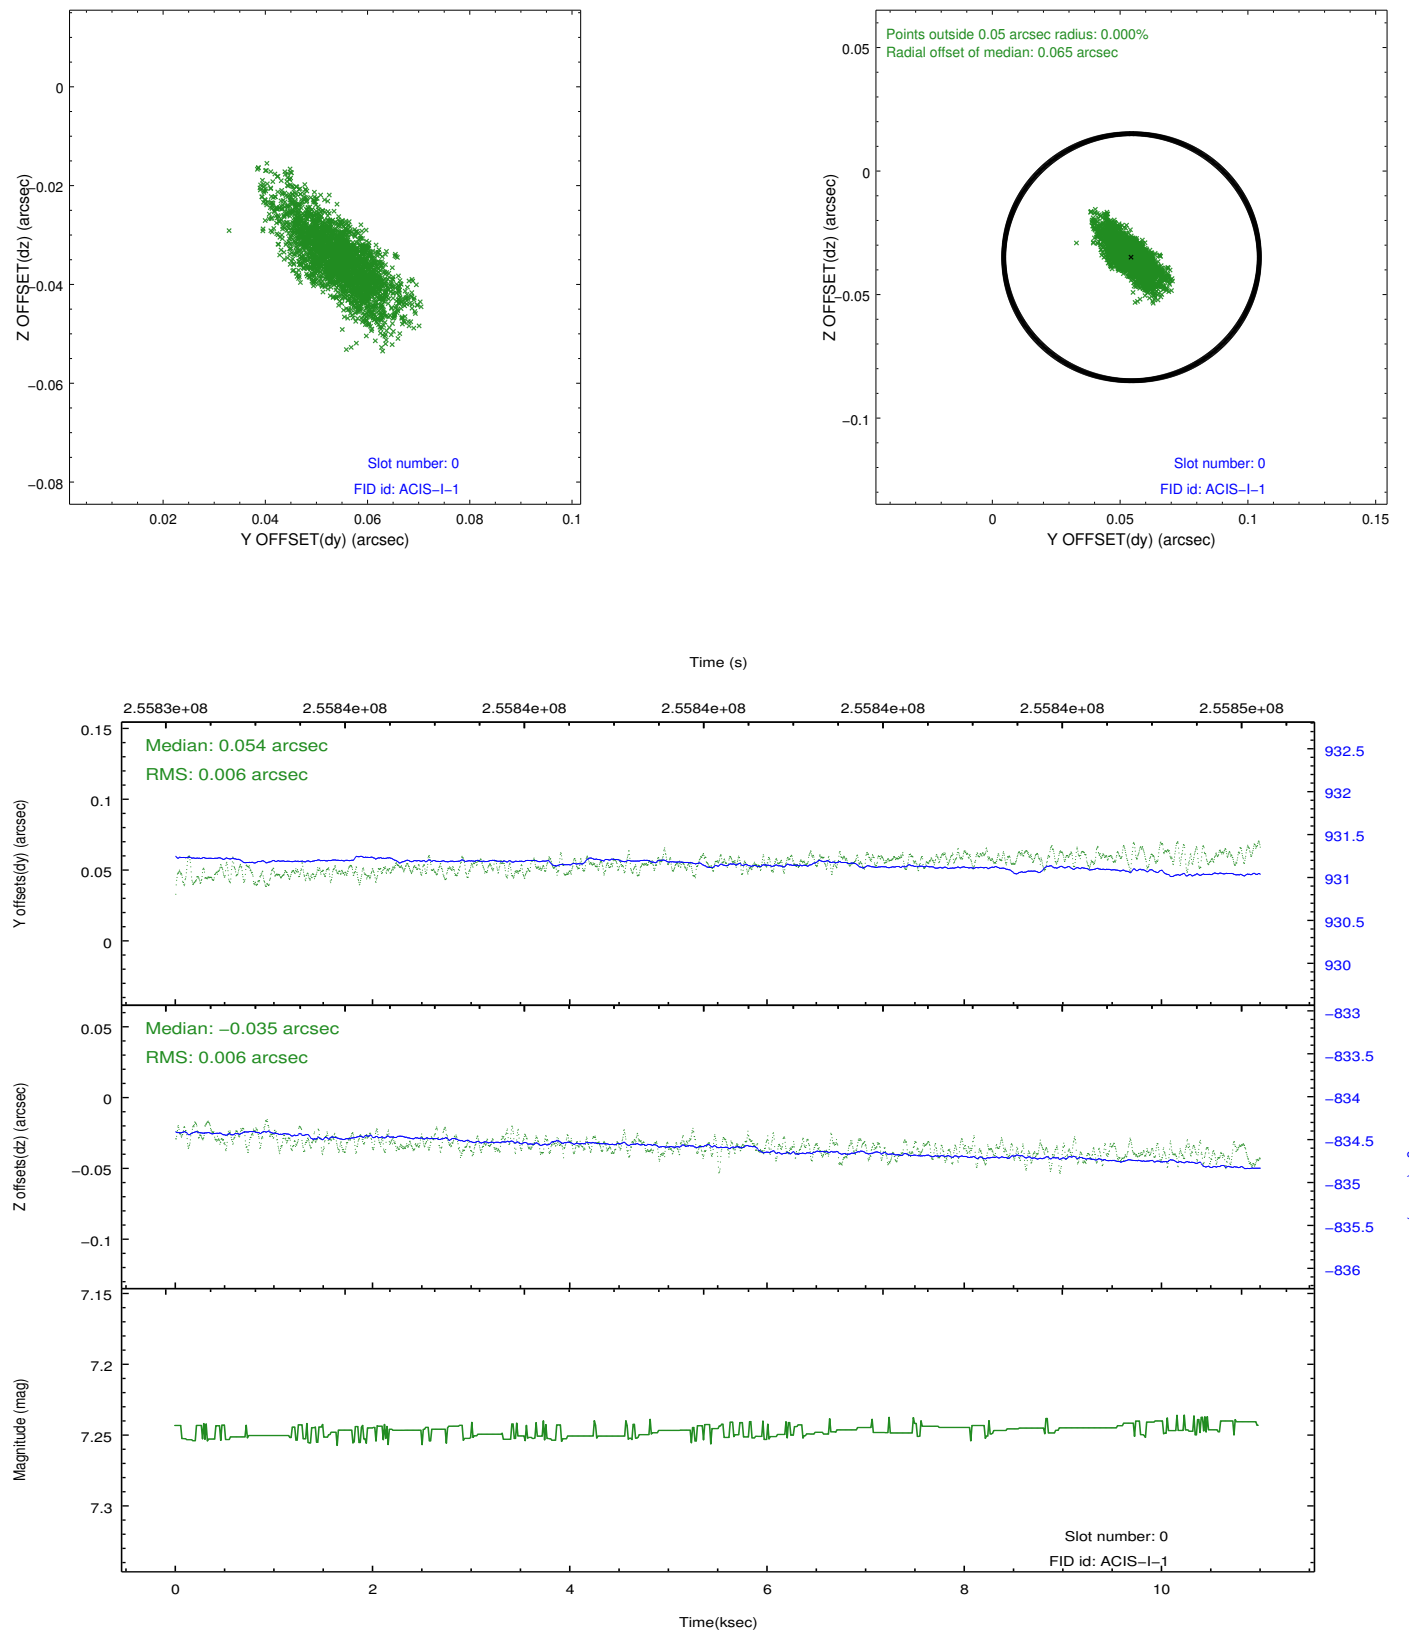 0
−0.02
−0.04
−0.06
−0.08
Z OFFSET(dz) (arcsec)
Slot number: 0
FID id: ACIS−I−1
0.02 0.04 0.06 0.08 0.1
Y OFFSET(dy) (arcsec)
Points outside 0.05 arcsec radius: 0.000%
Radial offset of median: 0.065 arcsec
0.05
0
−0.05
−0.1
Z OFFSET(dz) (arcsec)
Slot number: 0
FID id: ACIS−I−1
0 0.05 0.1 0.15
Y OFFSET(dy) (arcsec)
Time (s)
2.5583e+08 2.5584e+08 2.5584e+08 2.5584e+08 2.5584e+08 2.5584e+08 2.5585e+08
Median: 0.054 arcsec
RMS: 0.006 arcsec
0.15
0.1
0.05
0
Y offsets(dy) (arcsec)
932.5
932
931.5
931
930.5
930
Median: −0.035 arcsec
RMS: 0.006 arcsec
0.05
0
−0.05
−0.1
Z offsets(dz) (arcsec)
−833
−833.5
−834
−834.5
−835
−835.5
−836
7.15
7.2
7.25
7.3
Magnitude (mag)
Slot number: 0
FID id: ACIS−I−1
0 2 4 6 8 10
Time(ksec)